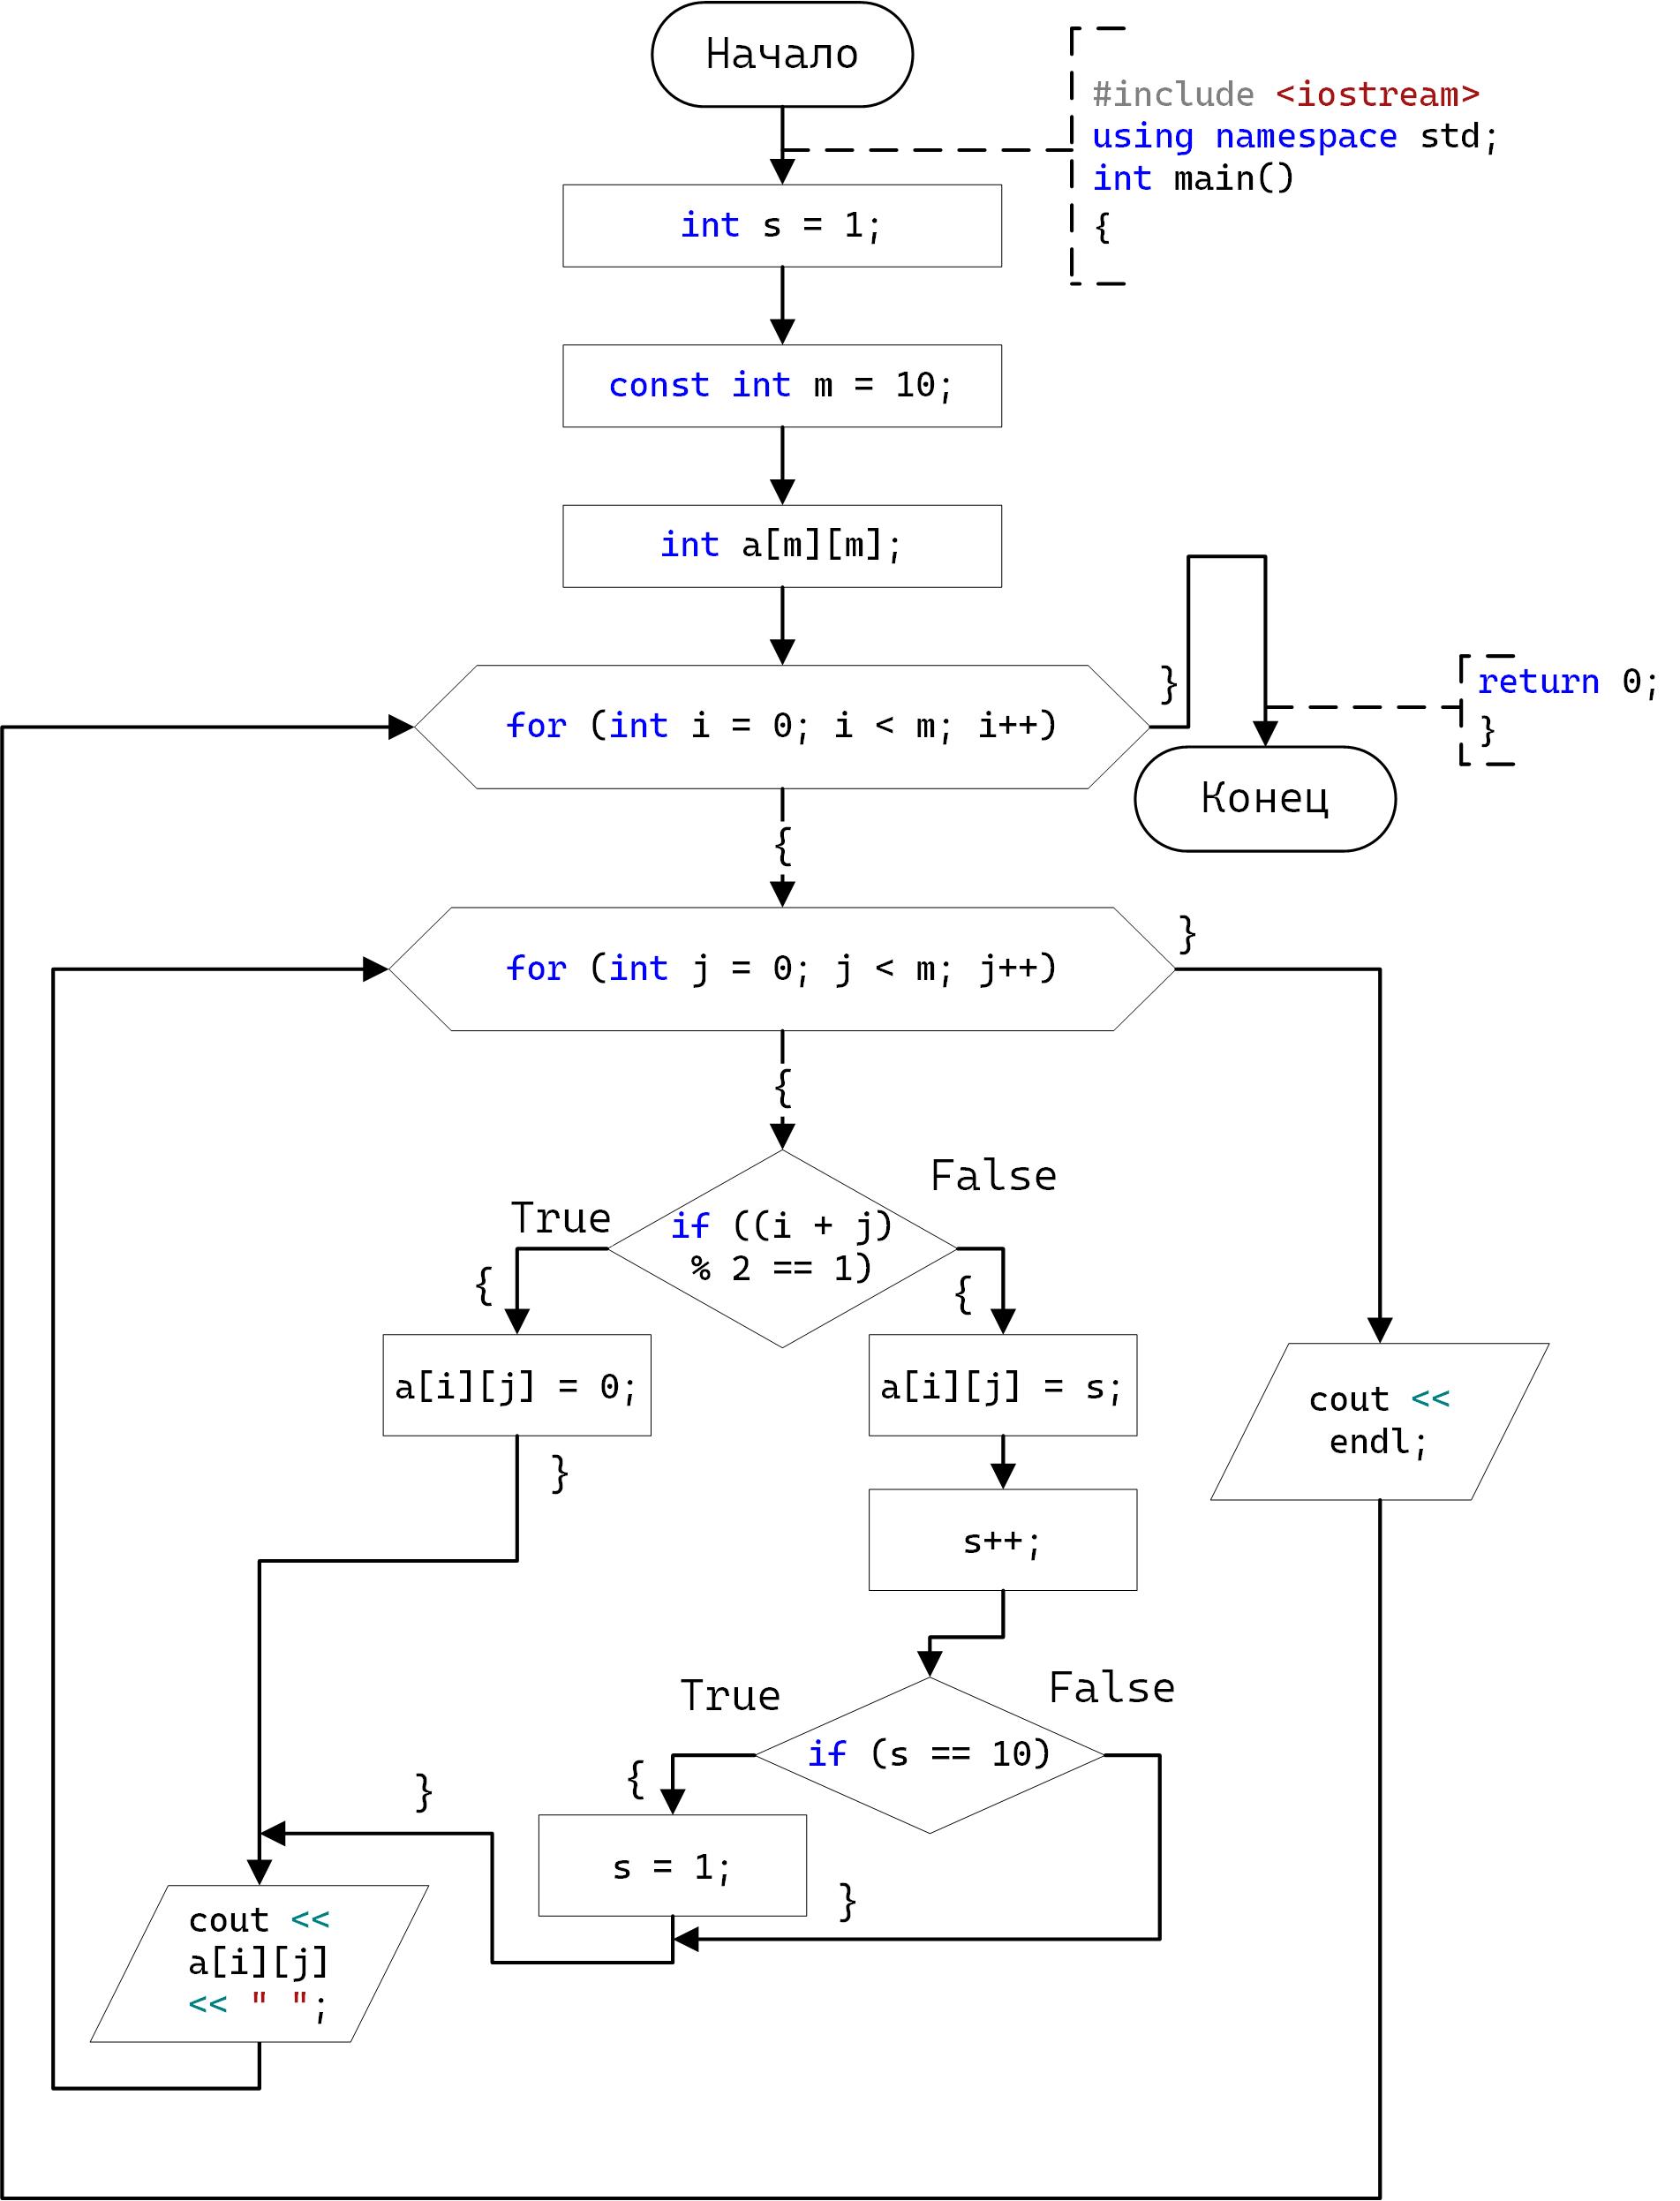 Начало
#include <iostream>
using namespace std;
int main()
{
int s = 1;
const int m = 10;
int a[m][m];
for (int i = 0; i < m; i++)
}
return 0;
}
Конец
{
for (int j = 0; j < m; j++)
}
{
if ((i + j)
% 2 == 1)
True
False
{
{
a[i][j] = 0;
a[i][j] = s;
cout <<
endl;
}
s++;
if (s == 10)
True
False
{
}
s = 1;
}
cout <<
a[i][j]
<< " ";